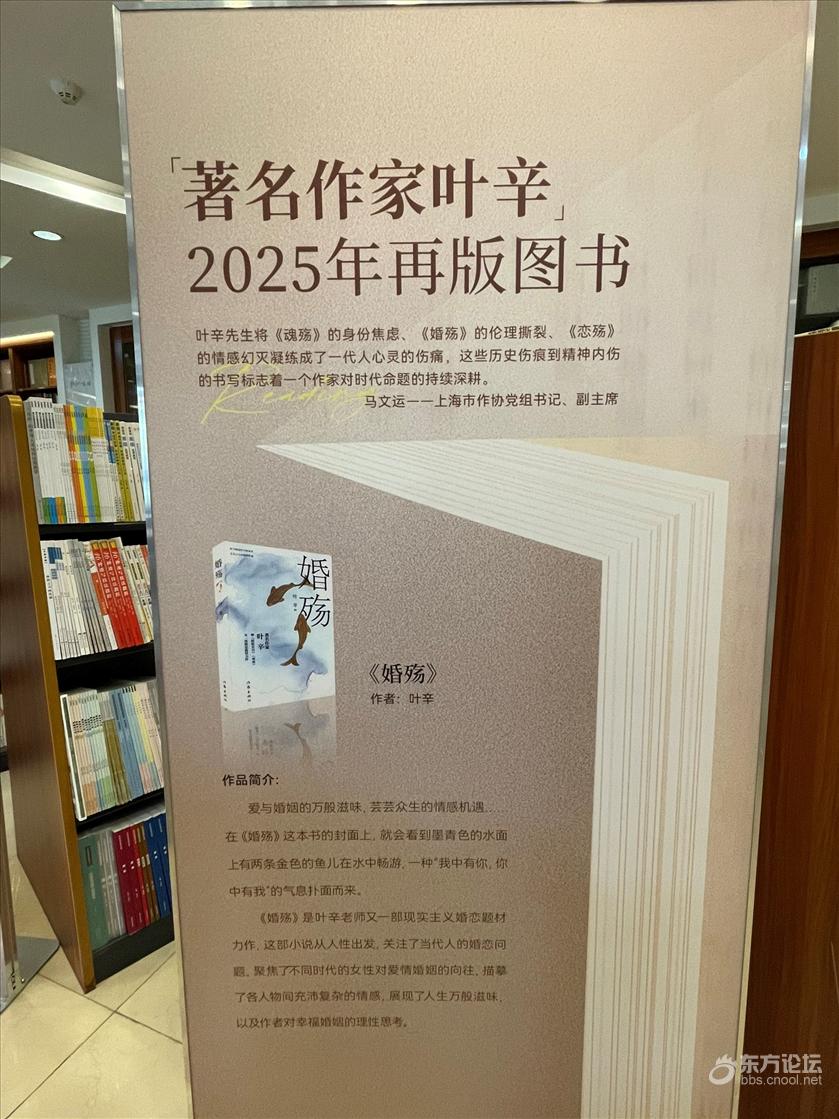 「著名作家叶辛」
2025年再版图书
叶辛先生将《魂殇》的身份焦虑、《婚殇》的伦理撕裂、《恋殇》
的情感幻灭凝练成了一代人心灵的伤痛，这些历史伤痕到精神内伤
的书写标志着一个作家对时代命题的持续深耕。
Reading
马文运——上海市作协党组书记、副主席
婚殇
婚殇
叶辛
《婚殇》
作者：叶辛
作品简介：
爱与婚姻的万般滋味，芸芸众生的情感机遇……
在《婚殇》这本书的封面上，就会看到墨青色的水面
上有两条金色的鱼儿在水中畅游，一种“我中有你，你
中有我”的气息扑面而来。
《婚殇》是叶辛老师又一部现实主义婚恋题材
力作，这部小说从人性出发，关注了当代人的婚恋问
题，聚焦了不同时代的女性对爱情婚姻的向往，描摹
了各人物间充沛复杂的情感，展现了人生万般滋味，
以及作者对幸福婚姻的理性思考。
东方论坛
bbs.cnool.net